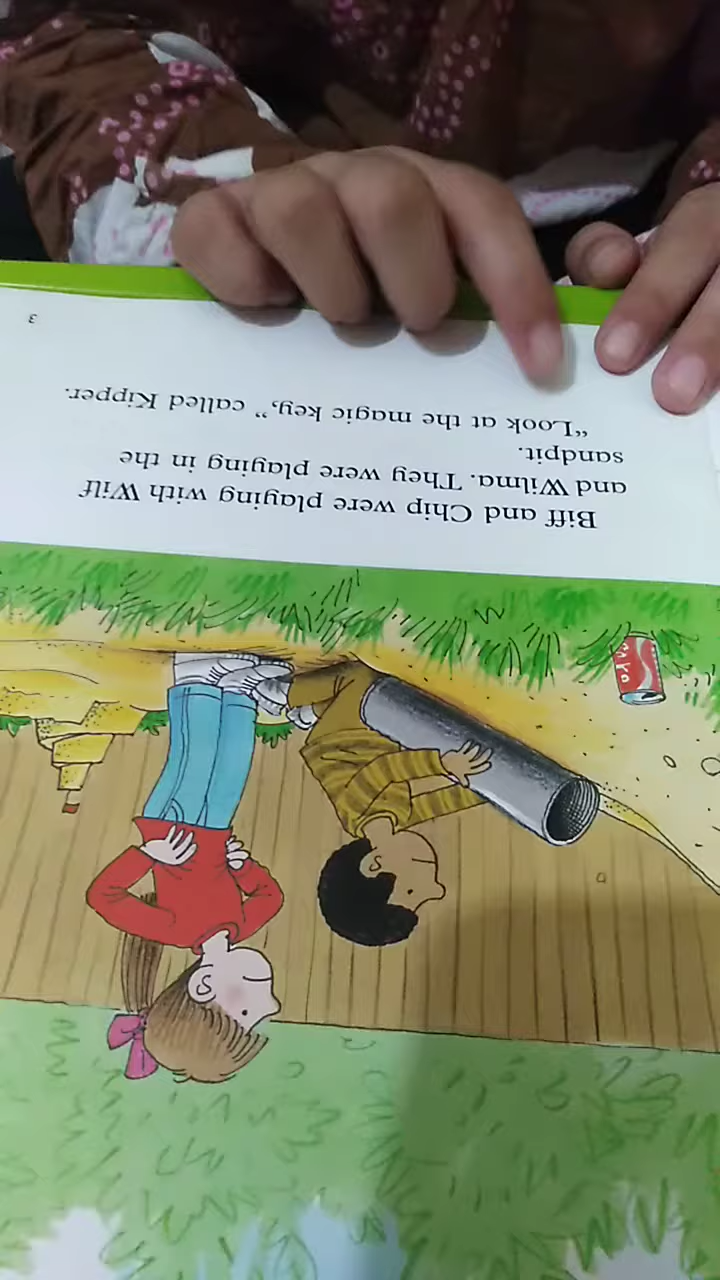 Biff and Chip were playing with Wilf
and Wilma. They were playing in the
sandpit.
“Look at the magic key,” called Kipper.
3